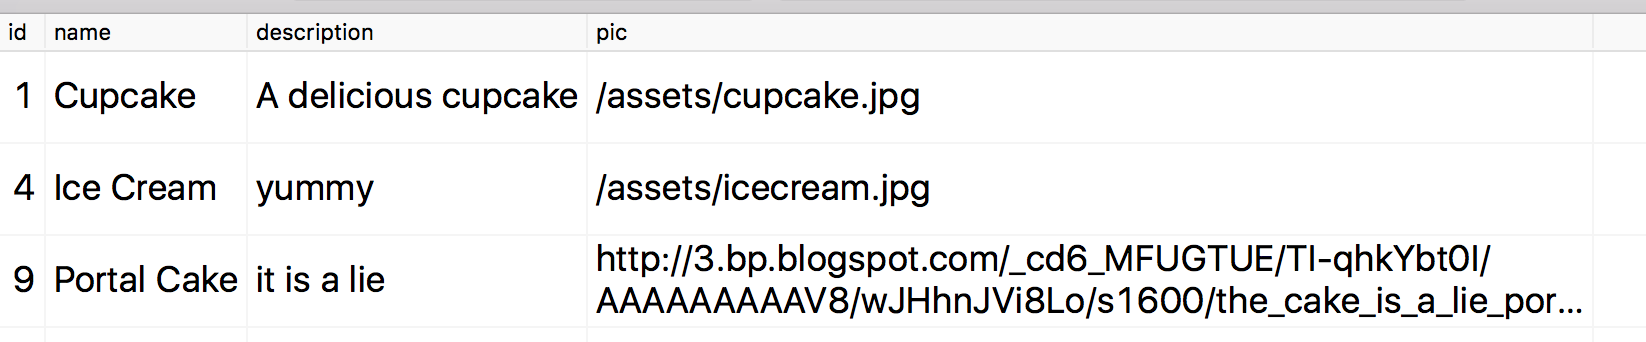 id name description pic
1 Cupcake A delicious cupcake /assets/cupcake.jpg
4 Ice Cream yummy /assets/icecream.jpg
9 Portal Cake it is a lie http://3.bp.blogspot.com/_cd6_MFUGTUE/TI-qhkYbt0I/
AAAAAAAAAV8/wJHhnJVi8Lo/s1600/the_cake_is_a_lie_por...